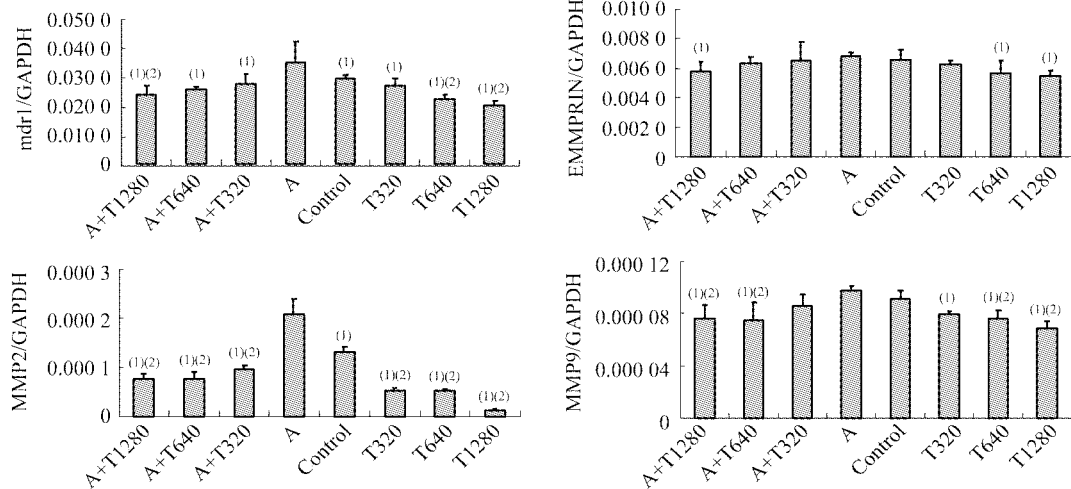 mdr1/GAPDH
0.050 0
0.040 0
0.030 0
0.020 0
0.010 0
0
(1)(2) (1) (1) (1) (1) (1)(2) (1)(2)
A+T1280 A+T640 A+T320 A Control T320 T640 T1280
EMMPRIN/GAPDH
0.010 0
0.008 0
0.006 0
0.004 0
0.002 0
0
(1) (1) (1)
A+T1280 A+T640 A+T320 A Control T320 T640 T1280
MMP2/GAPDH
0.000 3
0.000 2
0.000 1
0
(1)(2) (1)(2) (1)(2) (1) (1)(2) (1)(2) (1)(2)
A+T1280 A+T640 A+T320 A Control T320 T640 T1280
MMP9/GAPDH
0.000 12
0.000 08
0.000 04
0
(1)(2) (1)(2) (1) (1)(2) (1)(2)
A+T1280 A+T640 A+T320 A Control T320 T640 T1280